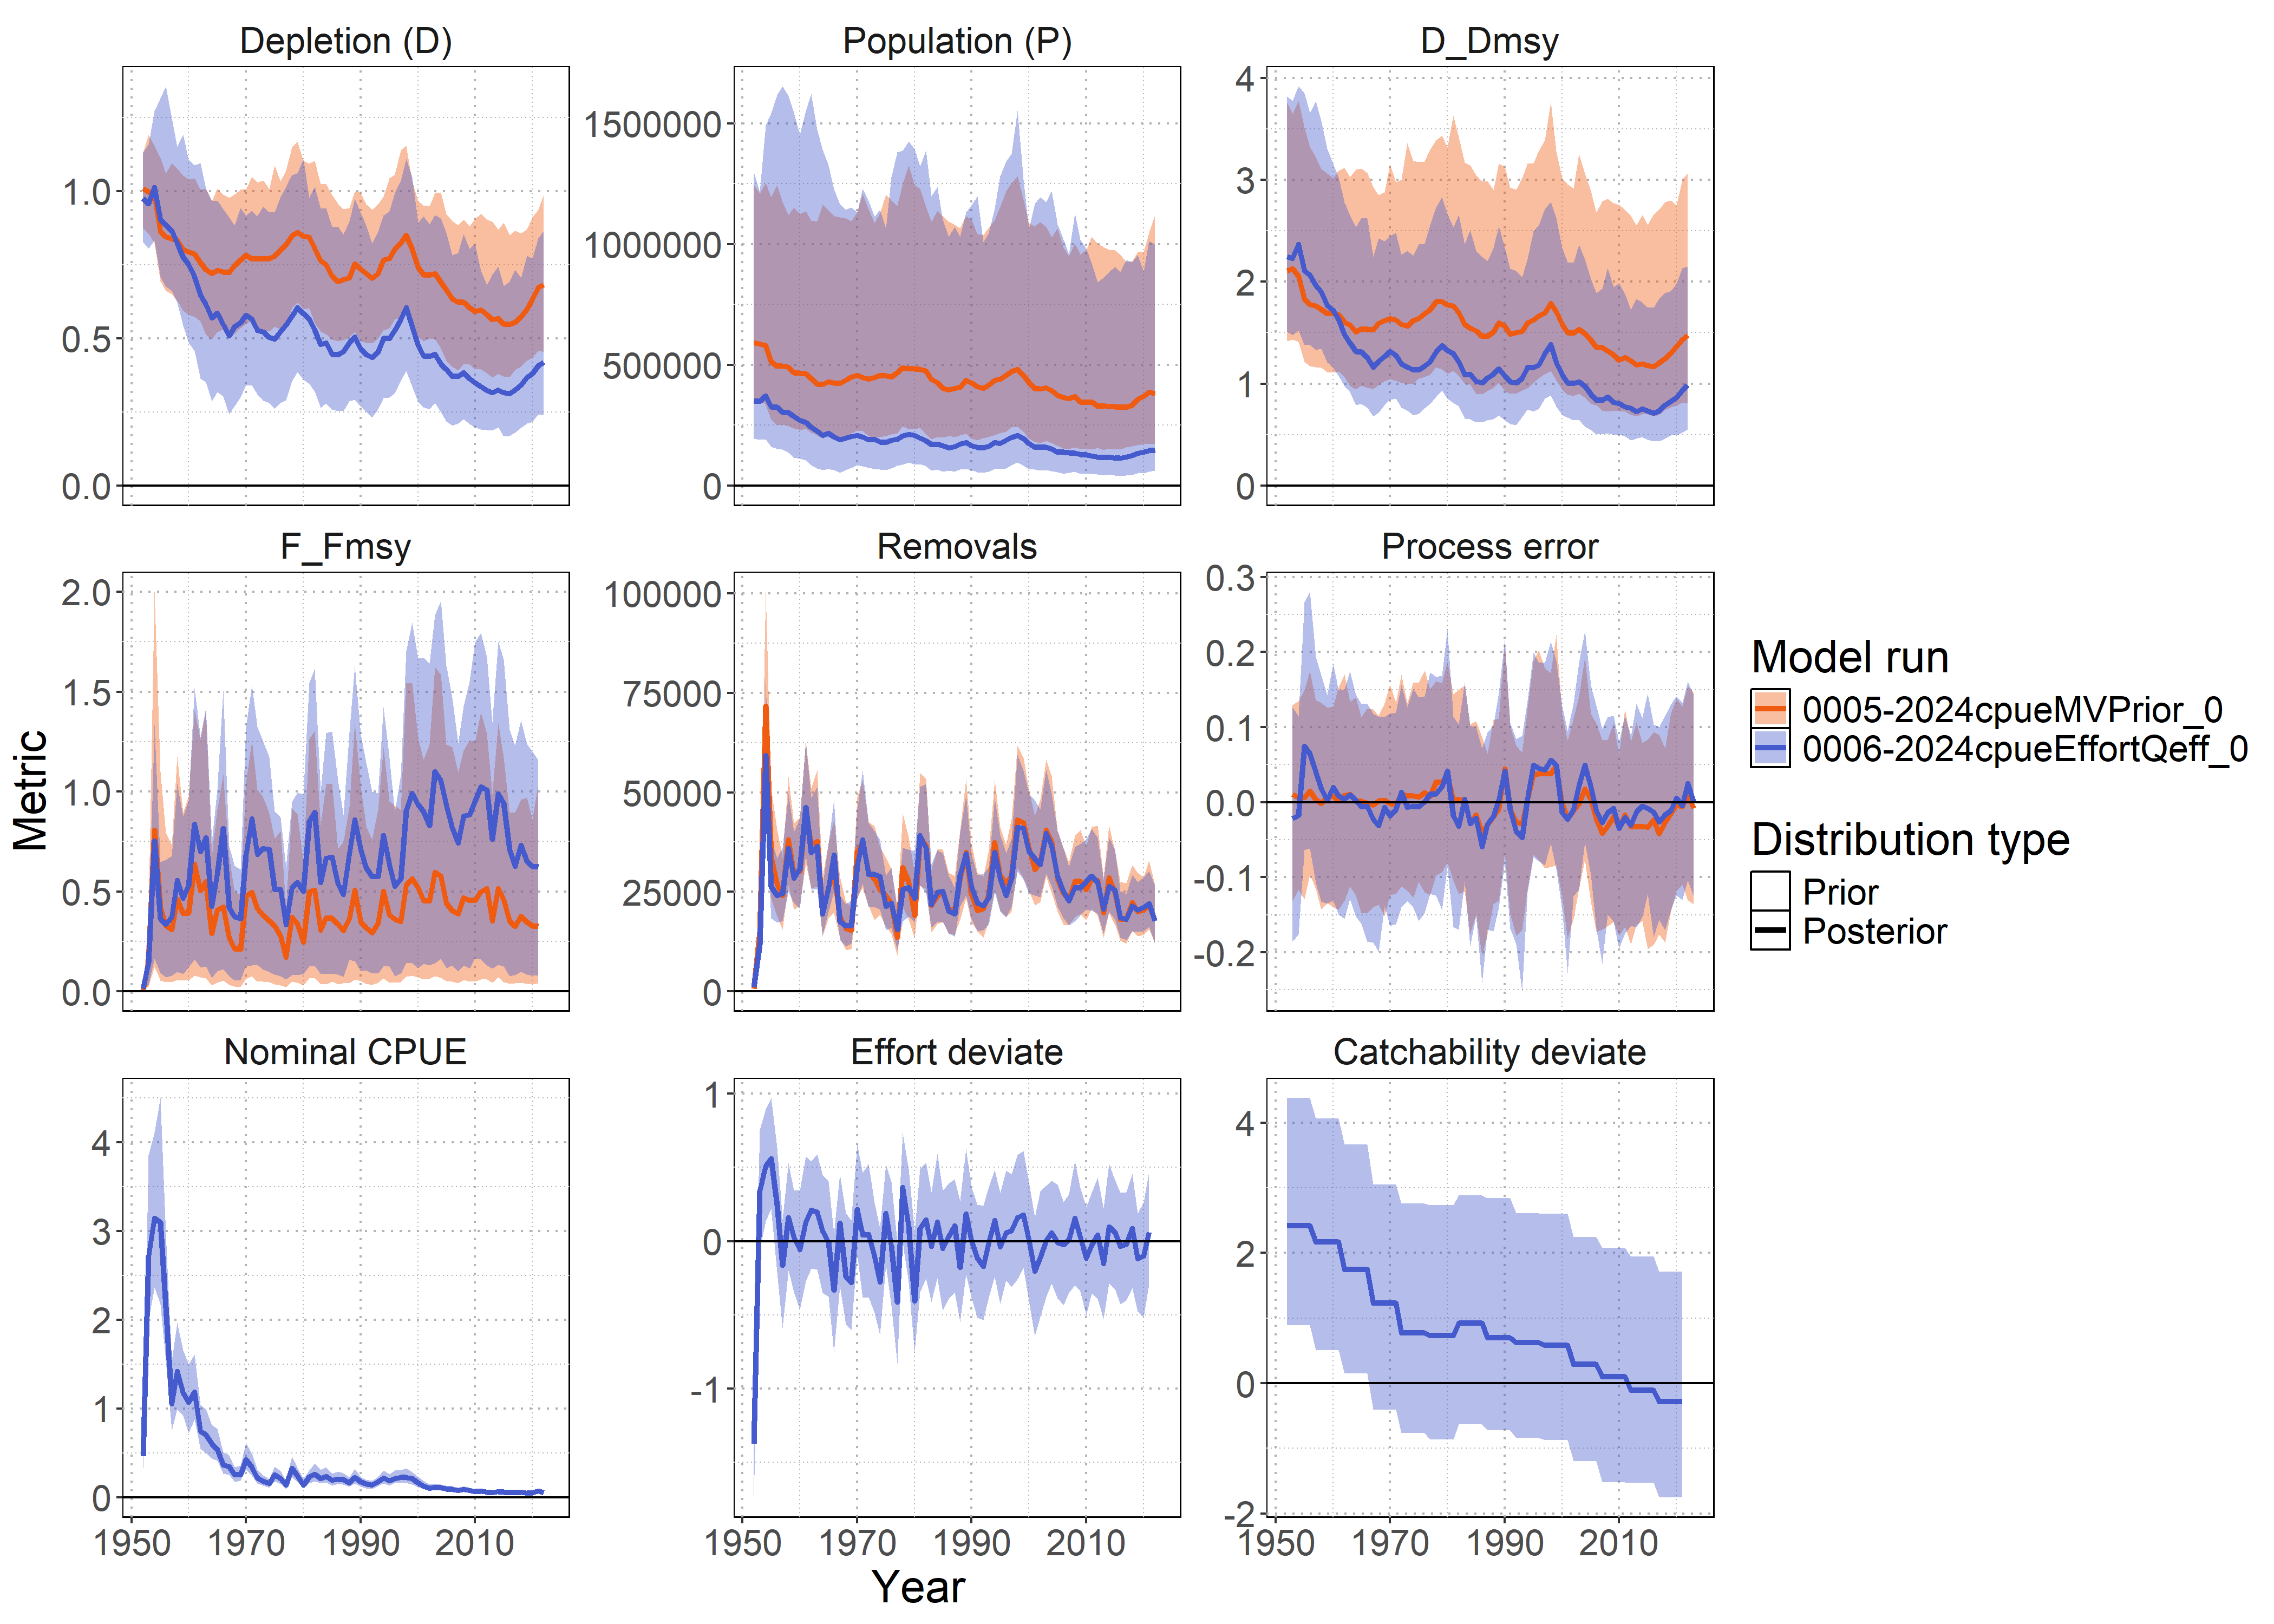 Depletion (D)
Population (P)
D_Dmsy
1.0
0.5
0.0
1500000
1000000
500000
0
4
3
2
1
0
F_Fmsy
Removals
Process error
2.0
1.5
1.0
0.5
0.0
100000
75000
50000
25000
0
0.3
0.2
0.1
0.0
-0.1
-0.2
Nominal CPUE
Effort deviate
Catchability deviate
4
3
2
1
0
1
0
-1
4
2
0
-2
1950 1970 1990 2010
1950 1970 1990 2010
1950 1970 1990 2010
Metric
Year
Model run
0005-2024cpueMVPrior_0
0006-2024cpueEffortQeff_0
Distribution type
Prior
Posterior